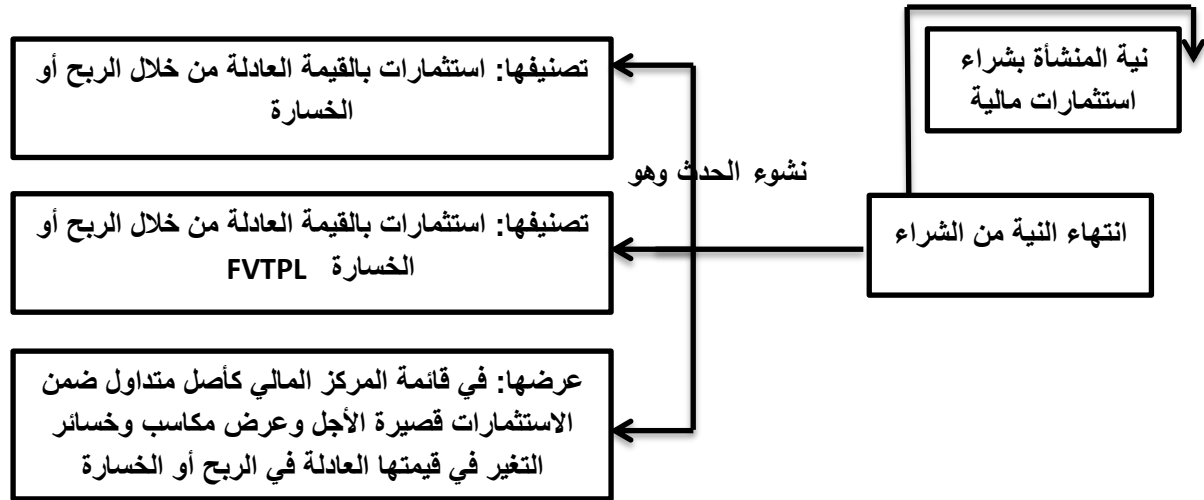 نية المنشأة بشراء
استثمارات مالية
انتهاء النية من الشراء
نشوء الحدث وهو
تصنيفها: استثمارات بالقيمة العادلة من خلال الربح أو
الخسارة
تصنيفها: استثمارات بالقيمة العادلة من خلال الربح أو
الخسارة FVTPL
عرضها: في قائمة المركز المالي كأصل متداول ضمن
الاستثمارات قصيرة الأجل وعرض مكاسب وخسائر
التغير في قيمتها العادلة في الربح أو الخسارة